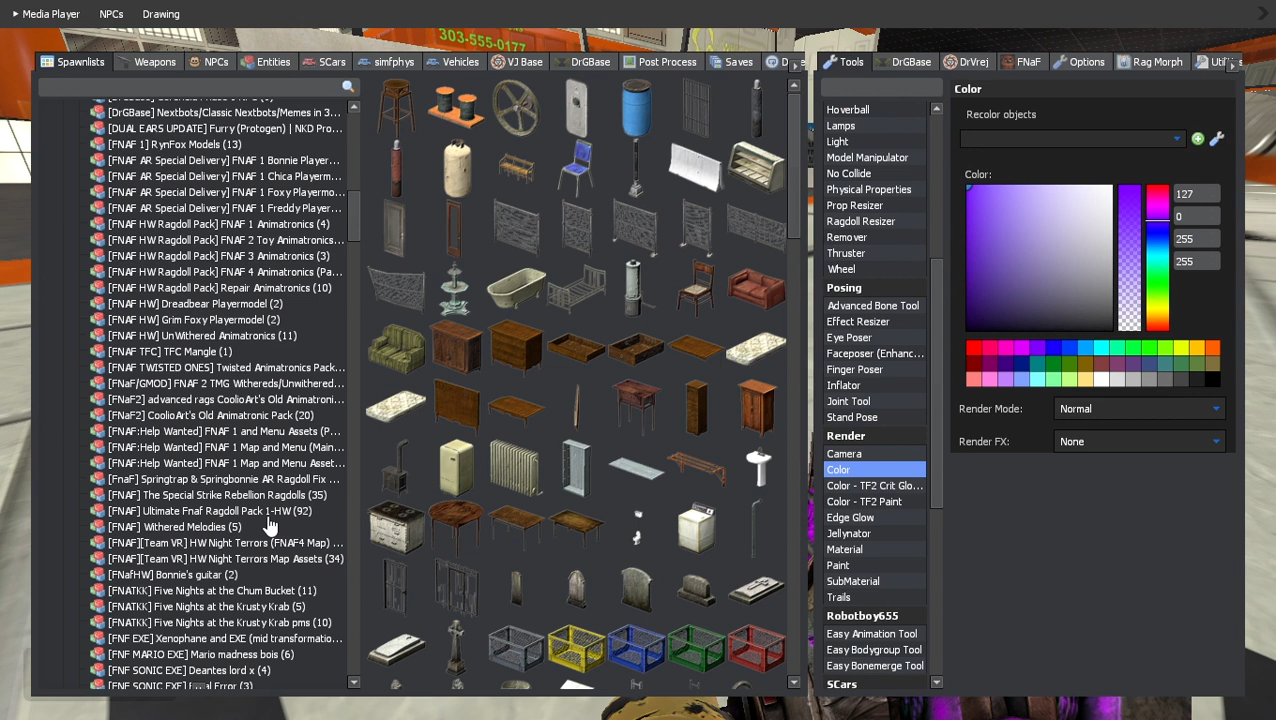 Media Player NPCs Drawing
303-555-0177
Spawnlists Weapons NPCs Entities SCars simfphys Vehicles VJ Base DrGBase Post Process Saves
Tools DrGBase DrVrej FNaF Options Rag Morph
[DrGBase] Nextbots/Classic Nextbots/Memes in 3...
[DUAL EARS UPDATE] Furry (Protogen) | NKD Pro...
[FNAF 1] RynFox Models (13)
[FNAF AR Special Delivery] FNAF 1 Bonnie Player...
[FNAF AR Special Delivery] FNAF 1 Chica Playerm...
[FNAF AR Special Delivery] FNAF 1 Foxy Playermo...
[FNAF AR Special Delivery] FNAF 1 Freddy Player...
[FNAF HW Ragdoll Pack] FNAF 1 Animatronics (4)
[FNAF HW Ragdoll Pack] FNAF 2 Toy Animatronics...
[FNAF HW Ragdoll Pack] FNAF 3 Animatronics (3)
[FNAF HW Ragdoll Pack] FNAF 4 Animatronics (Pa...
[FNAF HW Ragdoll Pack] Repair Animatronics (10)
[FNAF HW] Dreadbear Playermodel (2)
[FNAF HW] Grim Foxy Playermodel (2)
[FNAF HW] UnWithered Animatronics (11)
[FNAF TFC] TFC Mangle (1)
[FNAF TWISTED ONES] Twisted Animatronics Pack...
[FNaF/GMOD] FNAF 2 TMG Withereds/Unwithered...
[FNaF2] advanced rags CoolioArt's Old Animatroni...
[FNaF2] CoolioArt's Old Animatronic Pack (20)
[FNAF:Help Wanted] FNAF 1 and Menu Assets (P...
[FNAF:Help Wanted] FNAF 1 Map and Menu (Main...
[FNAF:Help Wanted] FNAF 1 Map and Menu Asset...
[FNaF] Springtrap & Springbonnie AR Ragdoll Fix ...
[FNAF] The Special Strike Rebellion Ragdolls (35)
[FNAF] Ultimate Fnaf Ragdoll Pack 1-HW (92)
[FNAF] Withered Melodies (5)
[FNAF][Team VR] HW Night Terrors (FNAF4 Map) ...
[FNAF][Team VR] HW Night Terrors Map Assets (34)
[FNafHW] Bonnie's guitar (2)
[FNATKK] Five Nights at the Chum Bucket (11)
[FNATKK] Five Nights at the Krusty Krab (5)
[FNATKK] Five Nights at the Krusty Krab pms (10)
[FNF EXE] Xenophane and EXE (mid transformatio...
[FNF MARIO EXE] Mario madness bois (6)
[FNF SONIC EXE] Deantes lord x (4)
Hoverball
Lamps
Light
Model Manipulator
No Collide
Physical Properties
Prop Resizer
Ragdoll Resizer
Remover
Thruster
Wheel
Posing
Advanced Bone Tool
Effect Resizer
Eye Poser
Faceposer (Enhanc...
Finger Poser
Inflator
Joint Tool
Stand Pose
Render
Camera
Color
Color - TF2 Crit Glo...
Color - TF2 Paint
Edge Glow
Jellynator
Material
Paint
SubMaterial
Trails
Robotboy655
Easy Animation Tool
Easy Bodygroup Tool
Easy Bonemerge Tool
SCars
Color
Recolor objects
Color:
127
0
255
255
Render Mode: Normal
Render FX: None